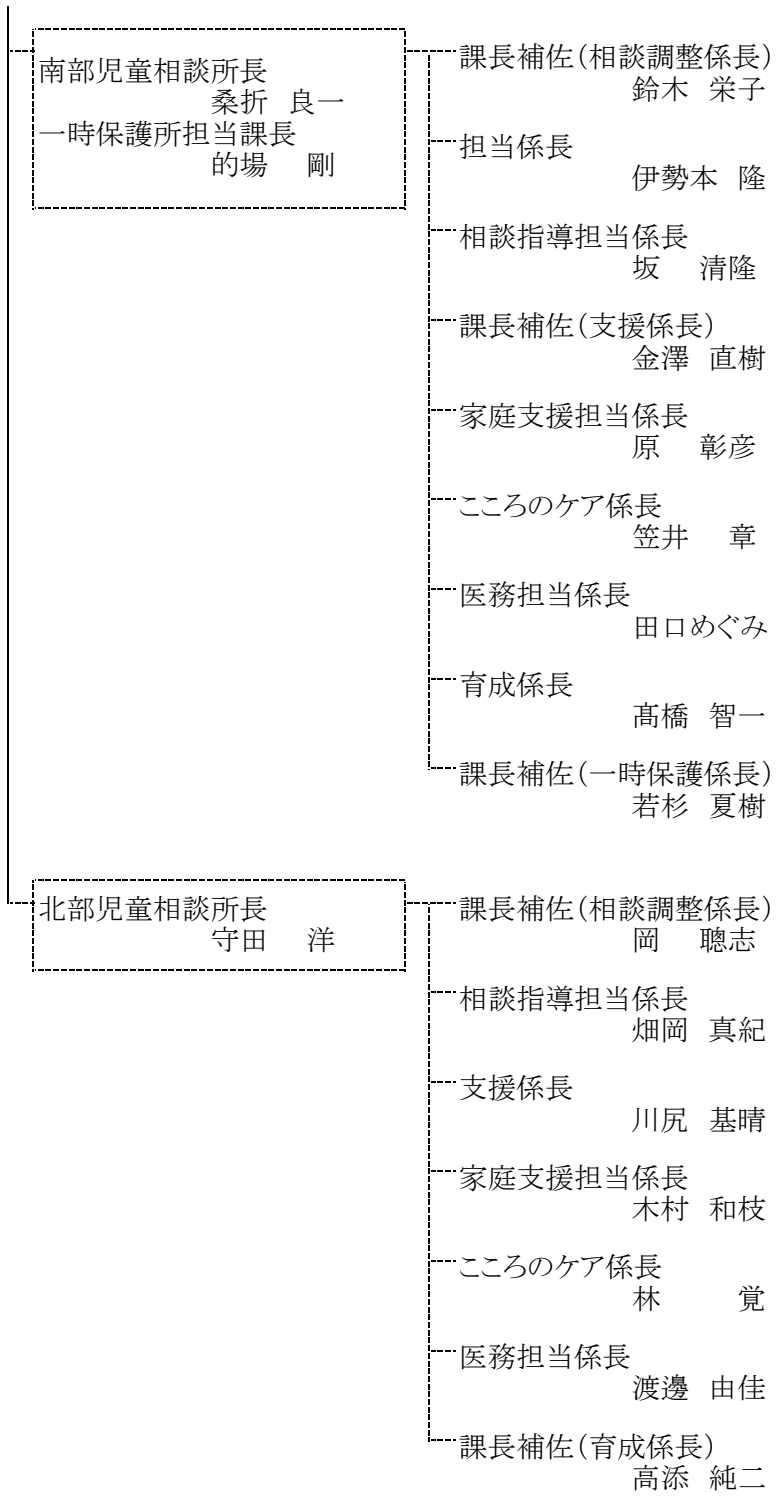 南部児童相談所長
桑折 良一
一時保護所担当課長
的場 剛
課長補佐(相談調整係長)
鈴木 栄子
担当係長
伊勢本 隆
相談指導担当係長
坂 清隆
課長補佐(支援係長)
金澤 直樹
家庭支援担当係長
原 彰彦
こころのケア係長
笠井 章
医務担当係長
田口めぐみ
育成係長
髙橋 智一
課長補佐(一時保護係長)
若杉 夏樹
北部児童相談所長
守田 洋
課長補佐(相談調整係長)
岡 聰志
相談指導担当係長
畑岡 真紀
支援係長
川尻 基晴
家庭支援担当係長
木村 和枝
こころのケア係長
林 覚
医務担当係長
渡邊 由佳
課長補佐(育成係長)
高添 純二